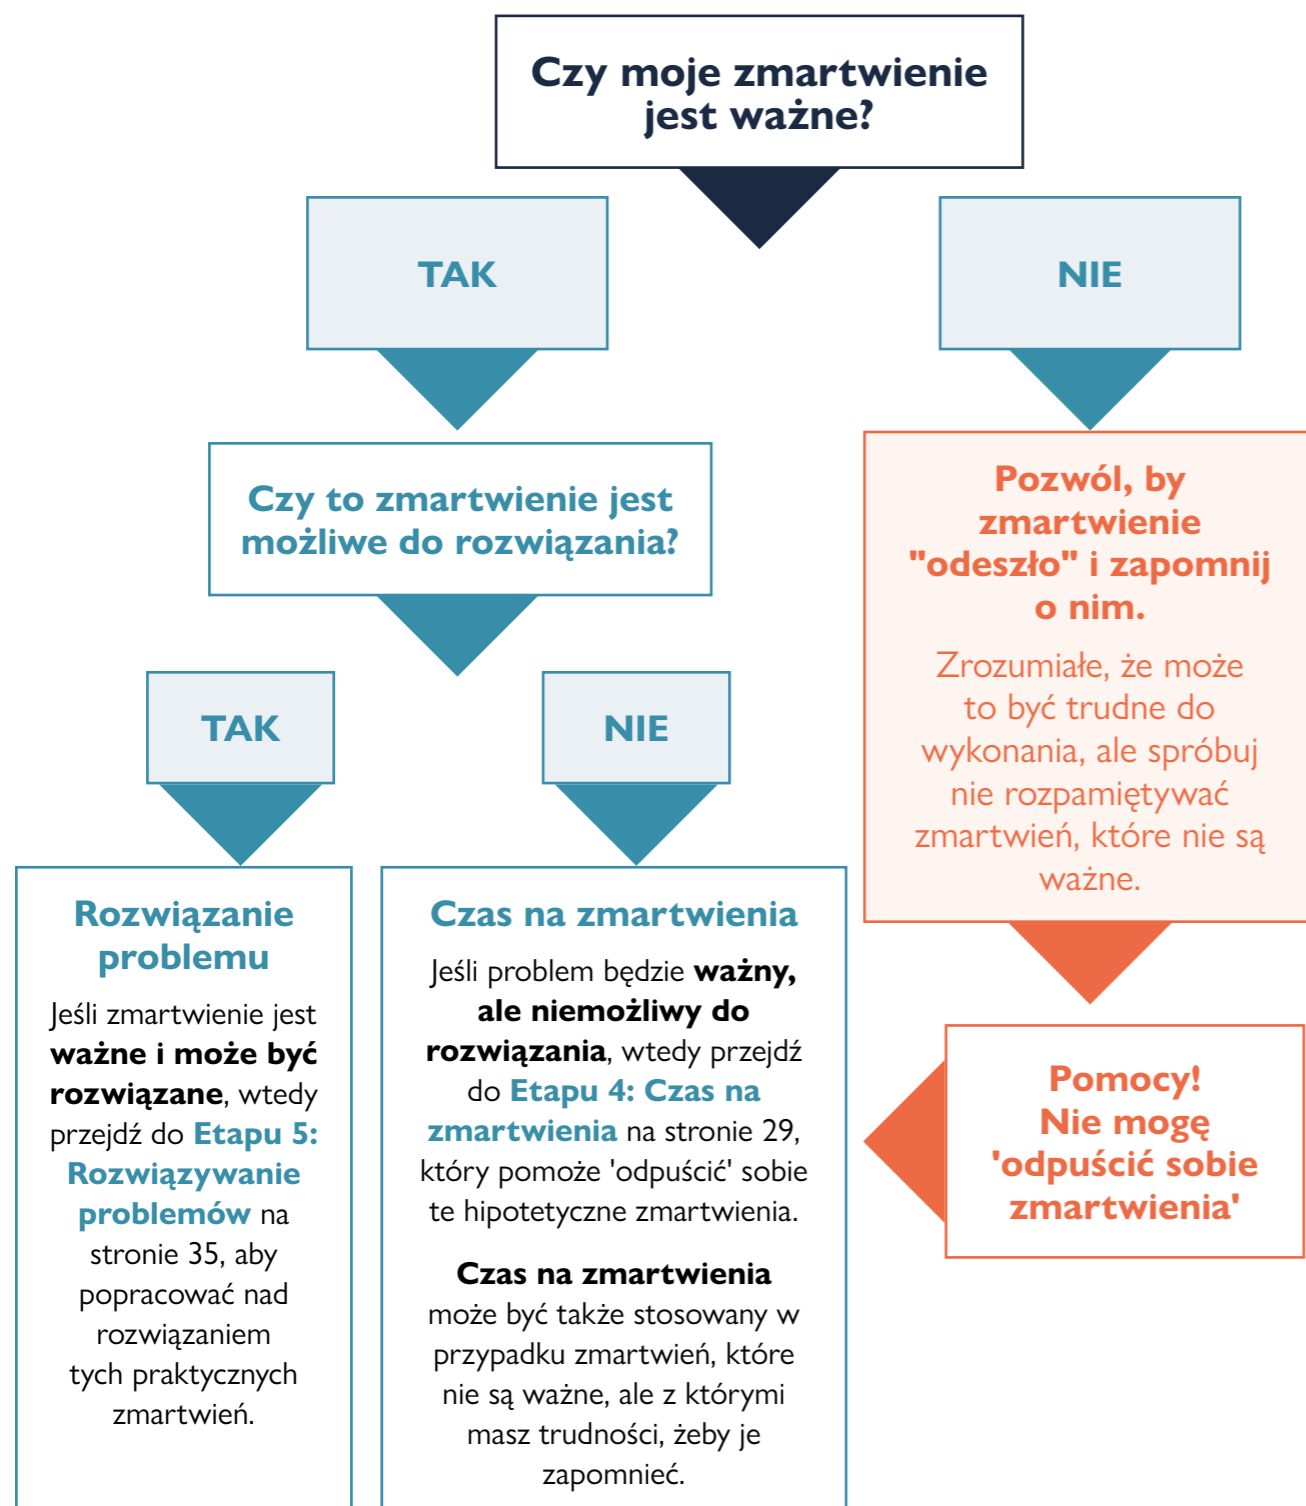 Czy moje zmartwienie
jest ważne?
TAK
NIE
Czy to zmartwienie jest
możliwe do rozwiązania?
Pozwól, by
zmartwienie
"odeszło" i zapomnij
o nim.
Zrozumiałe, że może
to być trudne do
wykonania, ale spróbuj
nie rozpamiętywać
zmartwień, które nie są
ważne.
TAK
NIE
Rozwiązanie
problemu
Jeśli zmartwienie jest
ważne i może być
rozwiązane, wtedy
przejdź do Etapu 5:
Rozwiązywanie
problemów na
stronie 35, aby
popracować nad
rozwiązaniem
tych praktycznych
zmartwień.
Czas na zmartwienia
Jeśli problem będzie ważny,
ale niemożliwy do
rozwiązania, wtedy przejdź
do Etapu 4: Czas na
zmartwienia na stronie 29,
który pomoże 'odpuścić' sobie
te hipotetyczne zmartwienia.
Czas na zmartwienia
może być także stosowany w
przypadku zmartwień, które
nie są ważne, ale z którymi
masz trudności, żeby je
zapomnieć.
Pomocy!
Nie mogę
'odpuścić sobie
zmartwienia'